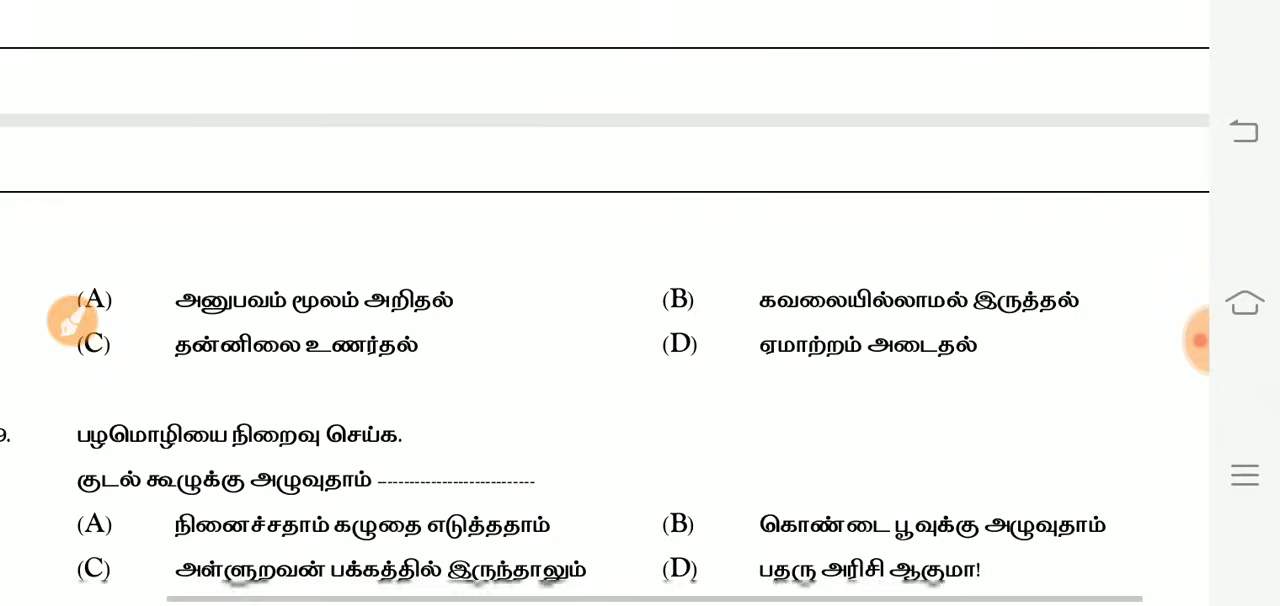 (A) அனுபவம் மூலம் அறிதல் (B) கவலையில்லாமல் இருத்தல்
(C) தன்னிலை உணர்தல் (D) ஏமாற்றம் அடைதல்
9. பழமொழியை நிறைவு செய்க.
குடல் கூழுக்கு அழுவுதாம் ----------------------------
(A) நினைச்சதாம் கழுதை எடுத்ததாம் (B) கொண்டை பூவுக்கு அழுவுதாம்
(C) அள்ளுறவன் பக்கத்தில் இருந்தாலும் (D) பதரு அரிசி ஆகுமா!